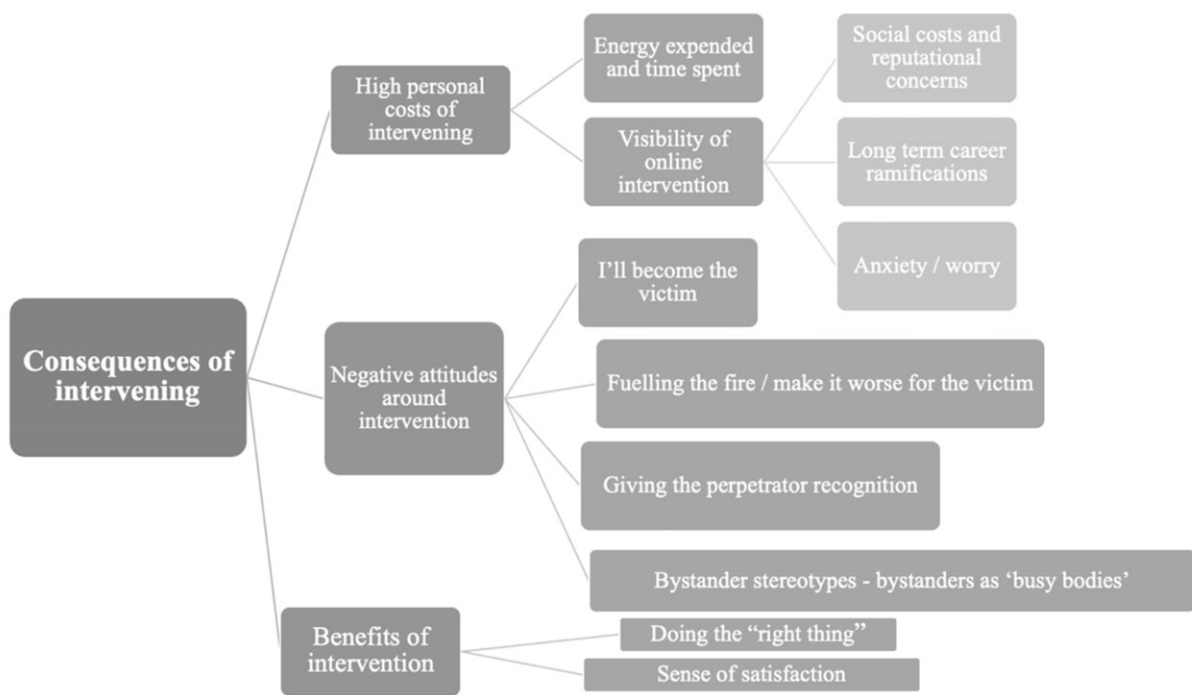 Consequences of
intervening
High personal
costs of
intervening
Energy expended
and time spent
Visibility of
online
intervention
Social costs and
reputational
concerns
Long term career
ramifications
Anxiety / worry
Negative attitudes
around
intervention
I’ll become the
victim
Fuelling the fire / make it worse for the victim
Giving the perpetrator recognition
Bystander stereotypes - bystanders as ‘busy bodies’
Benefits of
intervention
Doing the “right thing”
Sense of satisfaction